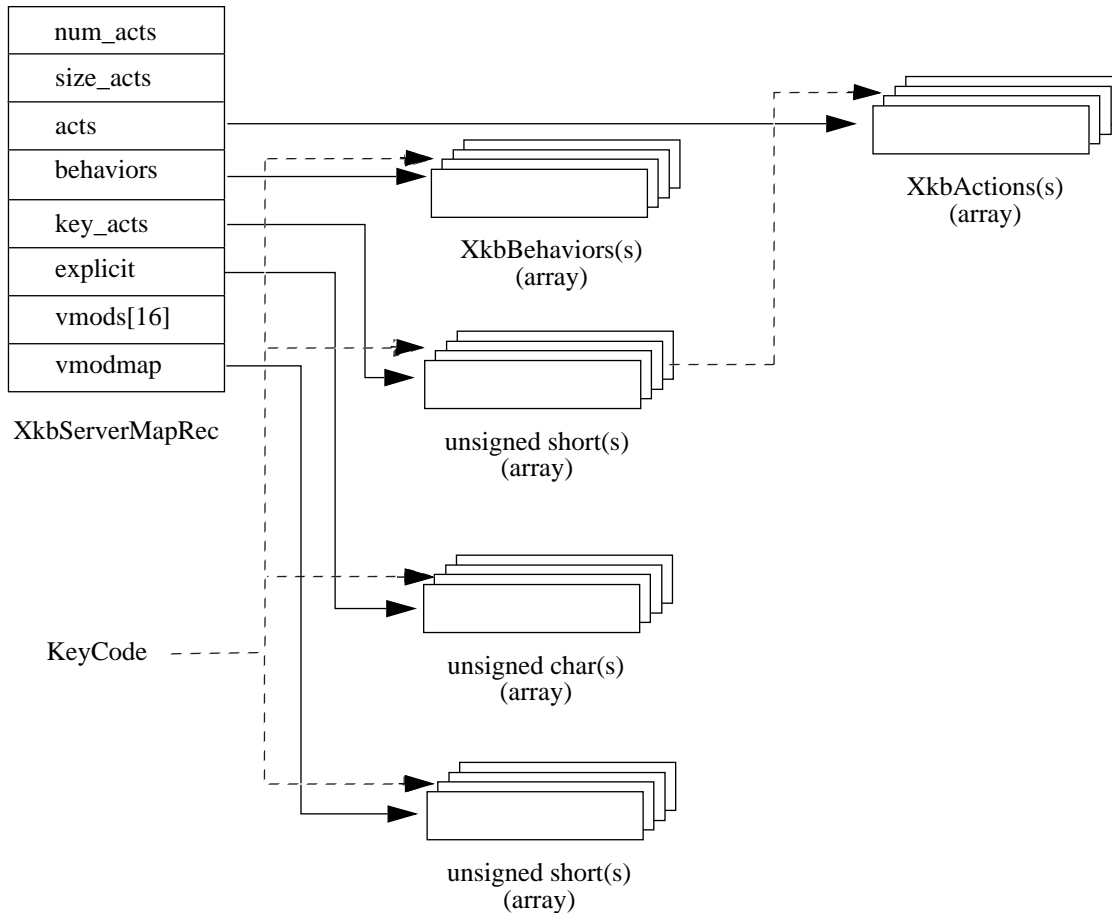 num_acts
size_acts
acts
behaviors
key_acts
explicit
vmods[16]
vmodmap
XkbServerMapRec
XkbActions(s)
(array)
XkbBehaviors(s)
(array)
unsigned short(s)
(array)
KeyCode
unsigned char(s)
(array)
unsigned short(s)
(array)